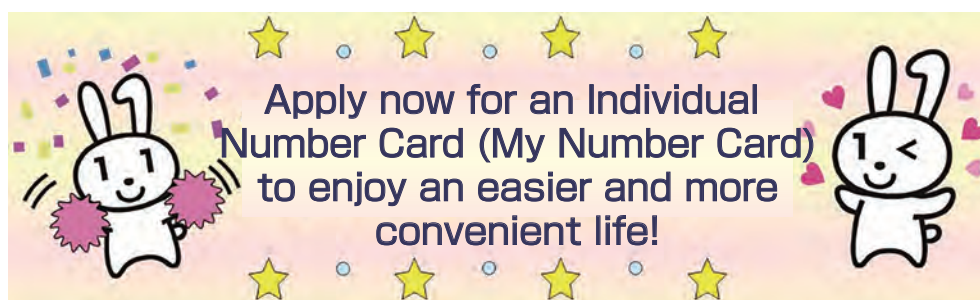 Apply now for an Individual
Number Card (My Number Card)
to enjoy an easier and more
convenient life!